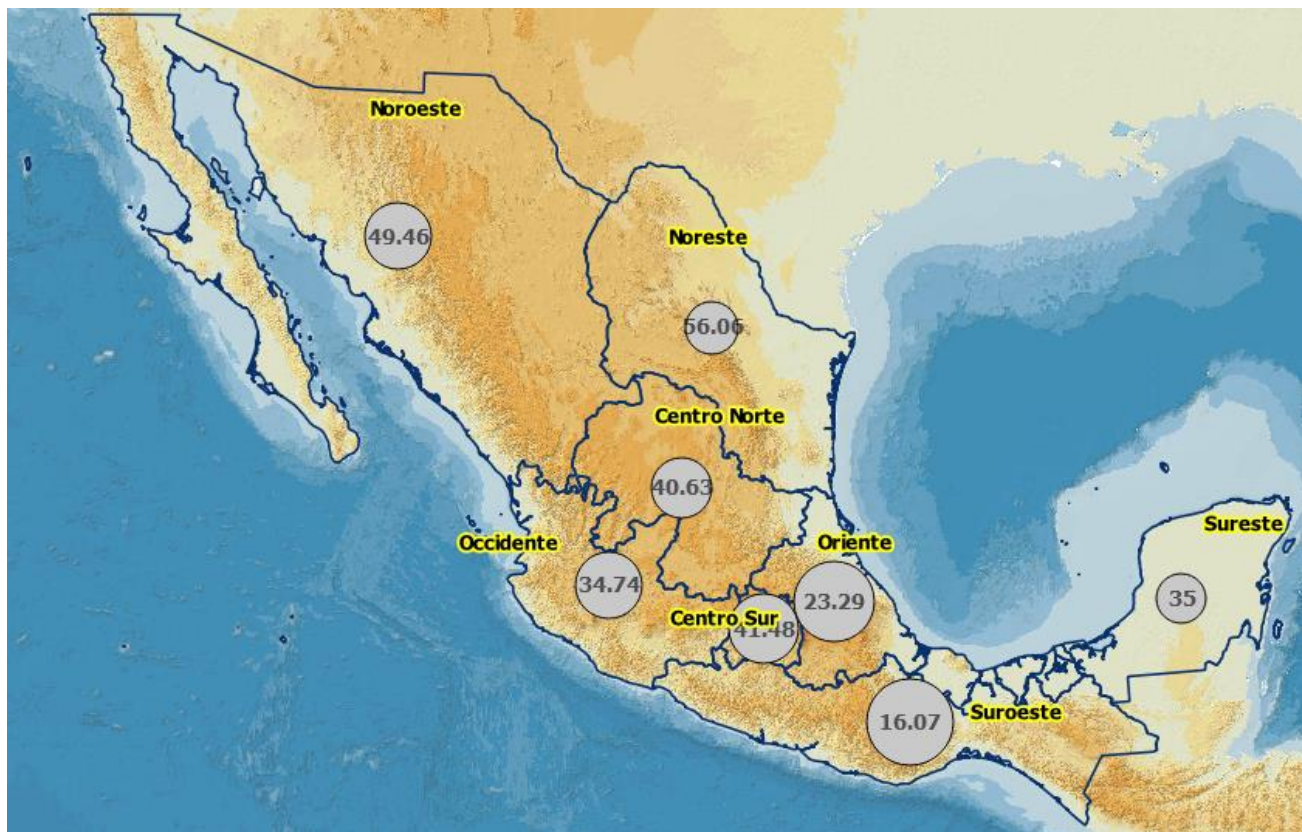 Noroeste
49.46
Noreste
56.06
Centro Norte
40.63
Occidente
34.74
Oriente
23.29
Centro Sur
41.48
Sureste
35
Suroeste
16.07